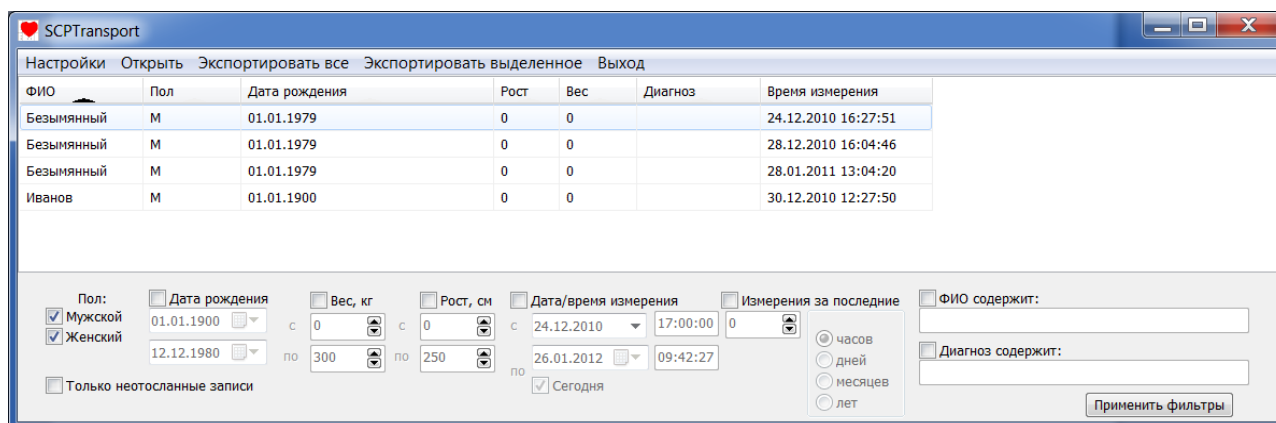 SCPTransport
Настройки Открыть Экспортировать все Экспортировать выделенное Выход
ФИО Пол Дата рождения Рост Вес Диагноз Время измерения
Безымянный М 01.01.1979 0 0 24.12.2010 16:27:51
Безымянный М 01.01.1979 0 0 28.12.2010 16:04:46
Безымянный М 01.01.1979 0 0 28.01.2011 13:04:20
Иванов М 01.01.1900 0 0 30.12.2010 12:27:50
Пол: Дата рождения Вес, кг Рост, см Дата/время измерения Измерения за последние ФИО содержит:
Мужской 01.01.1900 с 0 с 0 с 24.12.2010 17:00:00 0
Женский часов
12.12.1980 по 300 по 250 по 26.01.2012 09:42:27 дней Диагноз содержит:
Только неотосланные записи Сегодня месяцев
лет Применить фильтры